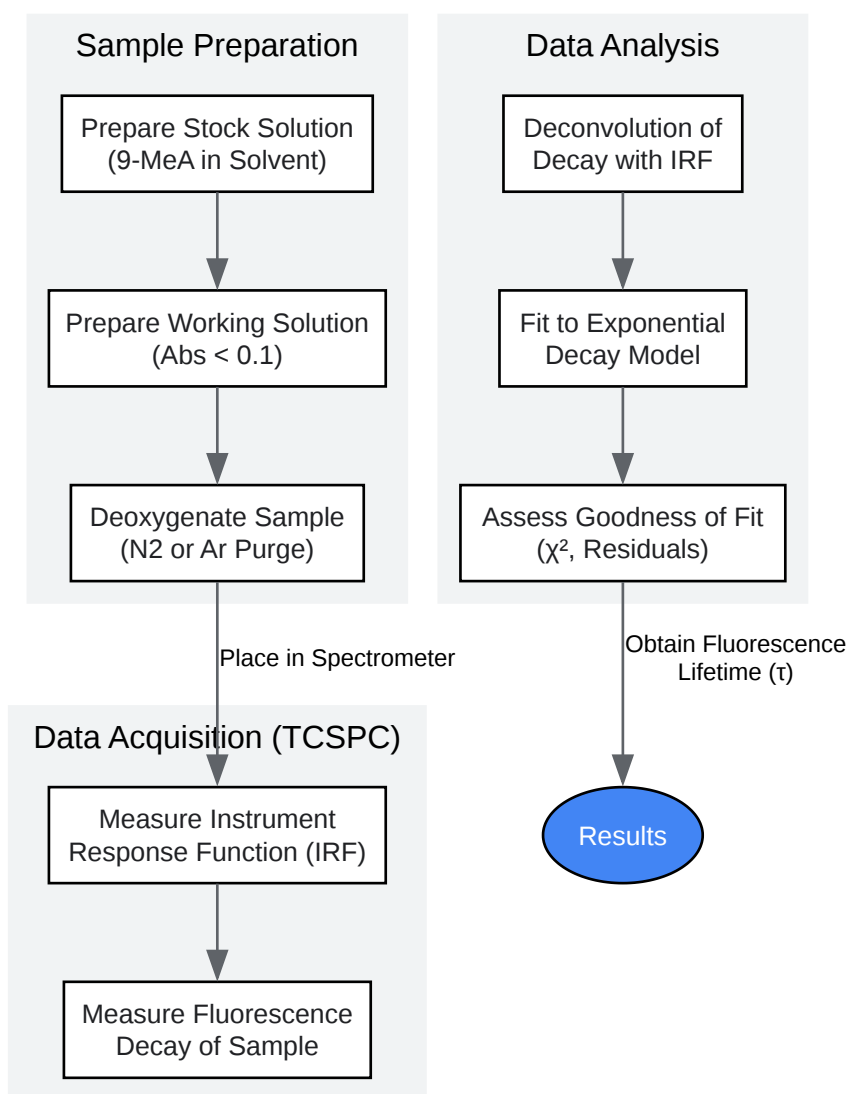 Sample Preparation
Prepare Stock Solution
(9-MeA in Solvent)
Prepare Working Solution
(Abs < 0.1)
Deoxygenate Sample
(N2 or Ar Purge)
Place in Spectrometer
Data Acquisition (TCSPC)
Measure Instrument
Response Function (IRF)
Measure Fluorescence
Decay of Sample
Data Analysis
Deconvolution of
Decay with IRF
Fit to Exponential
Decay Model
Assess Goodness of Fit
(χ², Residuals)
Obtain Fluorescence
Lifetime (τ)
Results